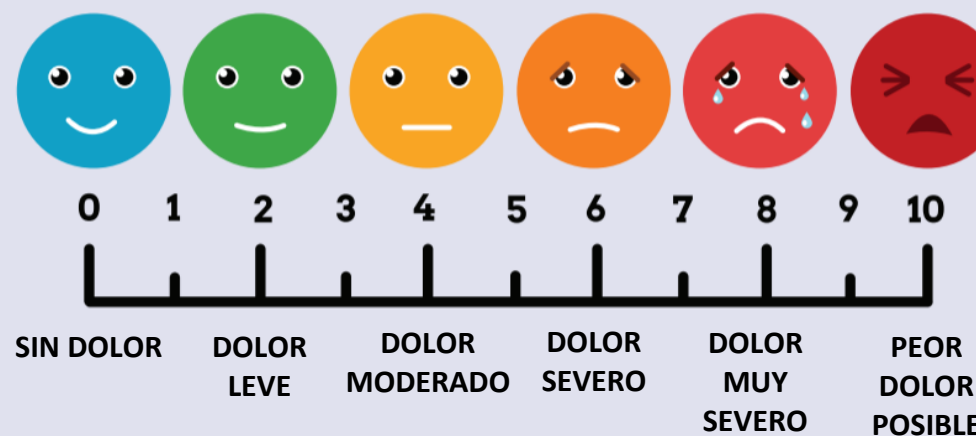 0 1 2 3 4 5 6 7 8 9 10
SIN DOLOR
DOLOR
LEVE
DOLOR
MODERADO
DOLOR
SEVERO
DOLOR
MUY
SEVERO
PEOR
DOLOR
POSIBLE